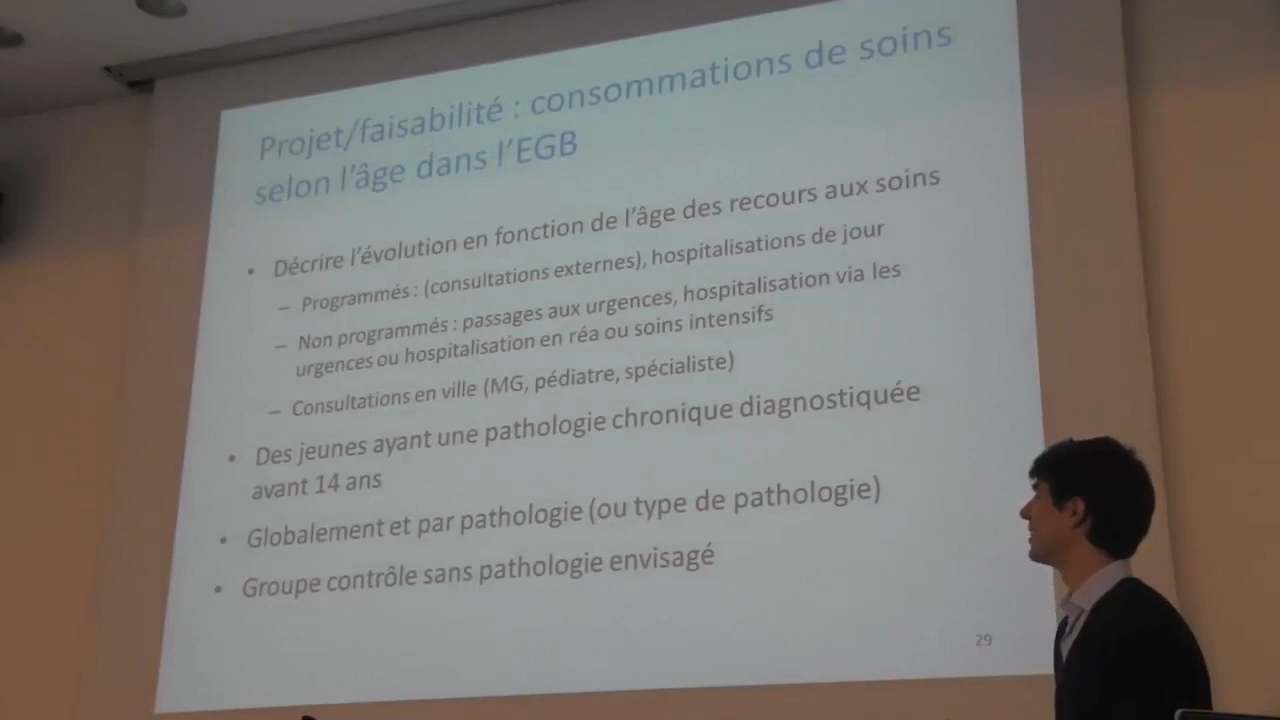 Projet/faisabilité : consommations de soins
selon l'âge dans l'EGB
• Décrire l'évolution en fonction de l'âge des recours aux soins
– Programmés : (consultations externes), hospitalisations de jour
– Non programmés : passages aux urgences, hospitalisation via les
urgences ou hospitalisation en réa ou soins intensifs
– Consultations en ville (MG, pédiatre, spécialiste)
• Des jeunes ayant une pathologie chronique diagnostiquée
avant 14 ans
• Globalement et par pathologie (ou type de pathologie)
• Groupe contrôle sans pathologie envisagé
29